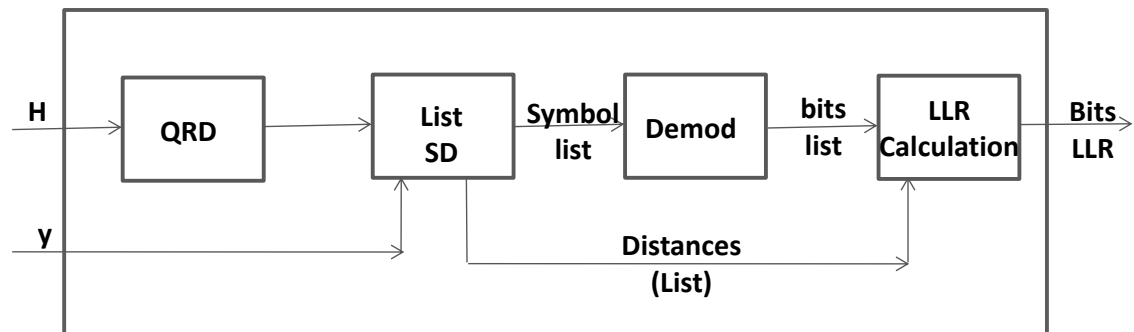 H
QRD
List
SD
Symbol
list
Demod
bits
list
LLR
Calculation
Bits
LLR
y
Distances
(List)